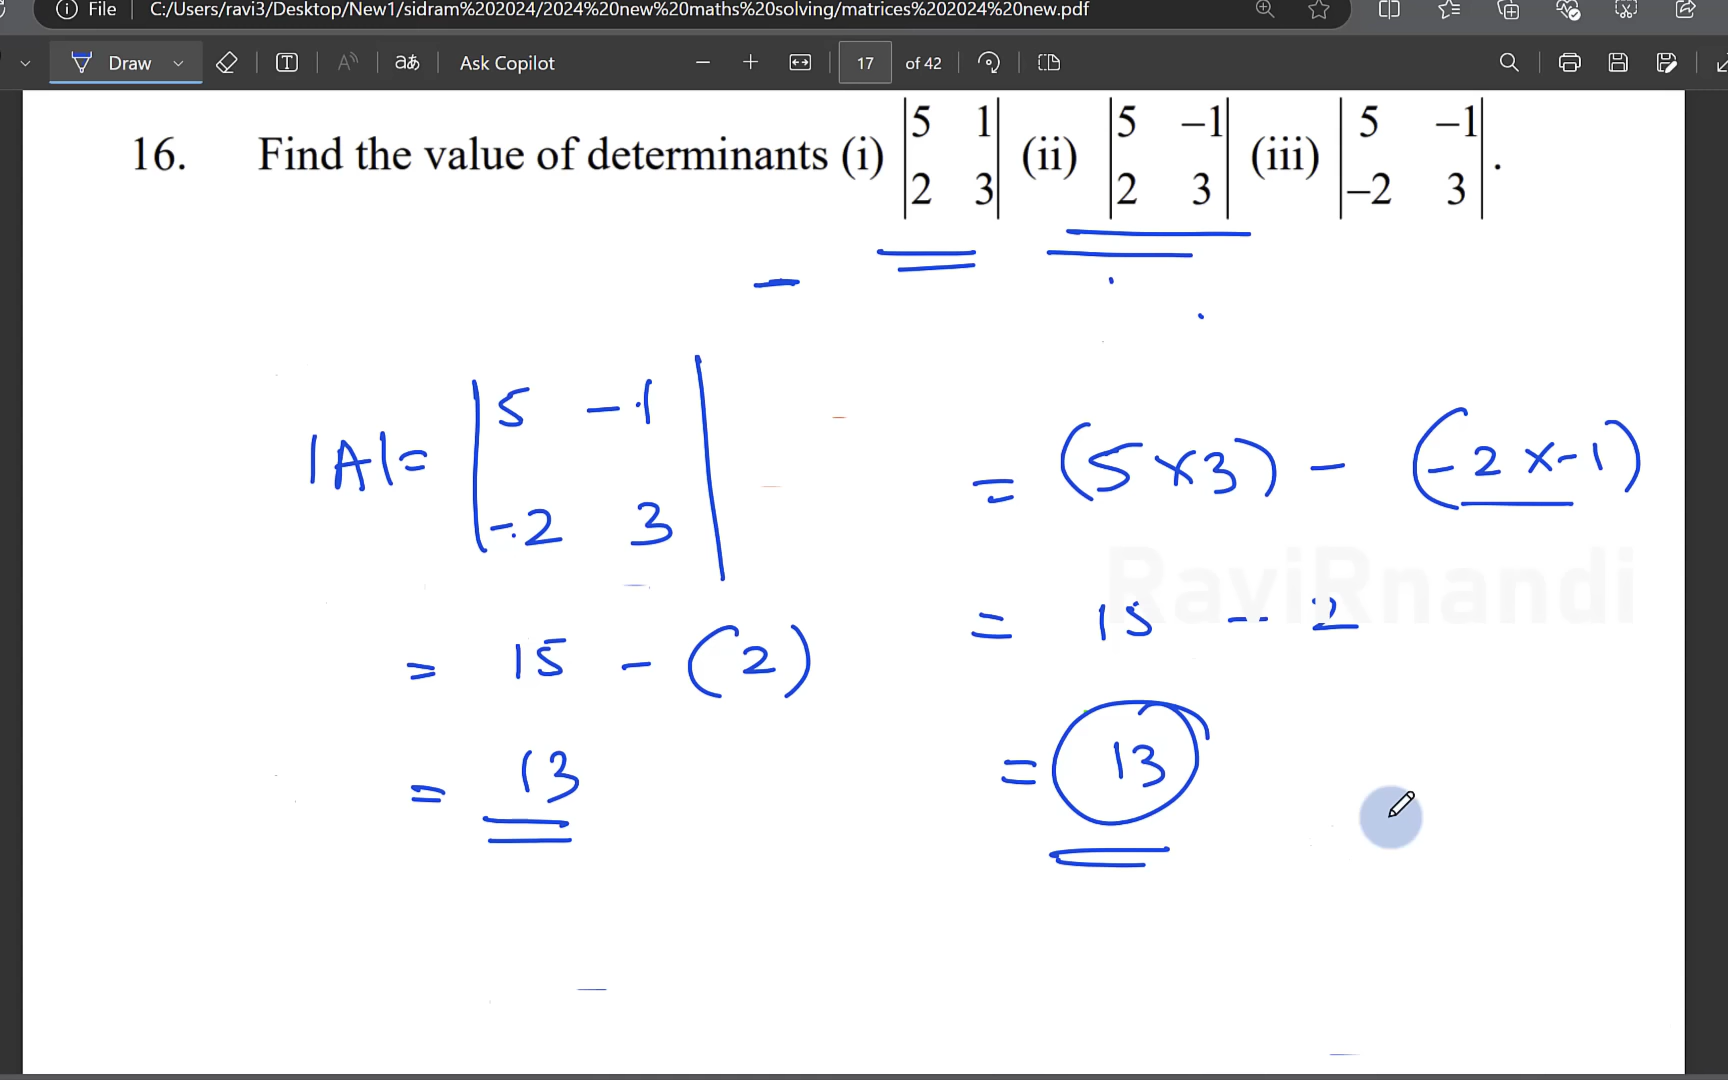 File C:/Users/ravi3/Desktop/New1/sidram%202024/2024%20new%20maths%20solving/matrices%202024%20new.pdf
Draw T A aあ Ask Copilot 17 of 42
16. Find the value of determinants (i) |5 1| (ii) |5 −1| (iii) |5 −1| .
|2 3| |2 3| |−2 3|
|A| = |5 −1|
|−2 3|
= (5 × 3) − (−2 × −1)
= 15 − (2)
= 15 -- 2
= 13
= 13
RaviRnandi